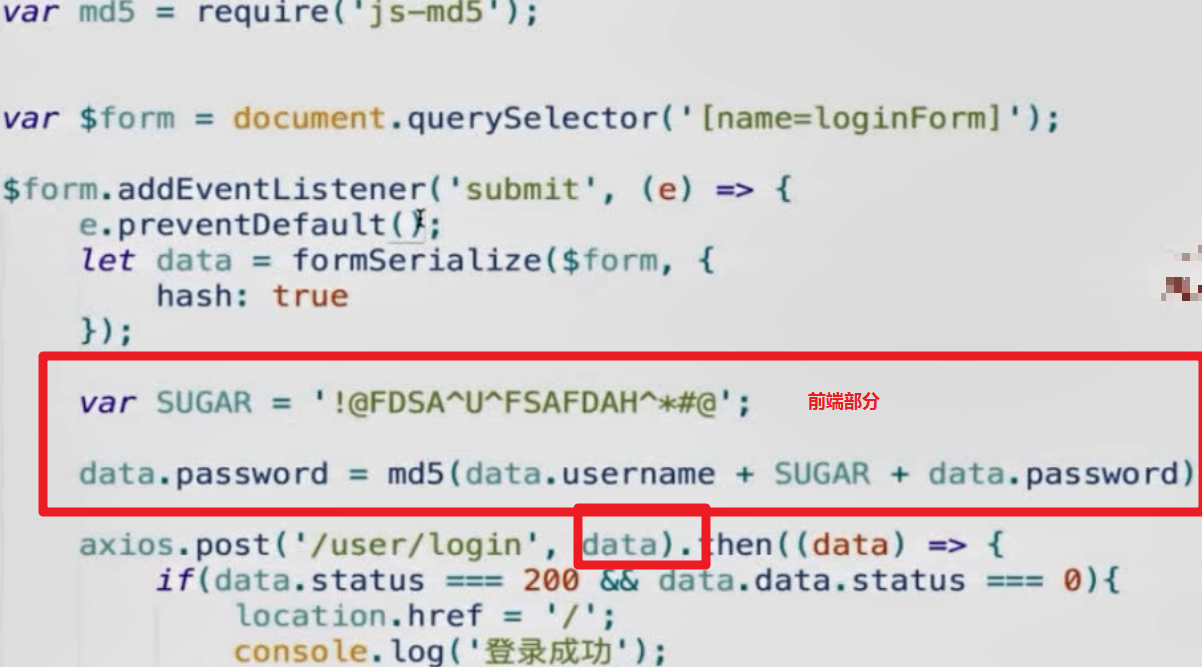 var md5 = require('js-md5');
var $form = document.querySelector('[name=loginForm]');
$form.addEventListener('submit', (e) => {
e.preventDefault();
let data = formSerialize($form, {
hash: true
});
var SUGAR = '!@FDSA^U^FSAFDAH^*#@'; 前端部分
data.password = md5(data.username + SUGAR + data.password)
axios.post('/user/login', data).then((data) => {
if(data.status === 200 && data.data.status === 0){
location.href = '/';
console.log('登录成功');